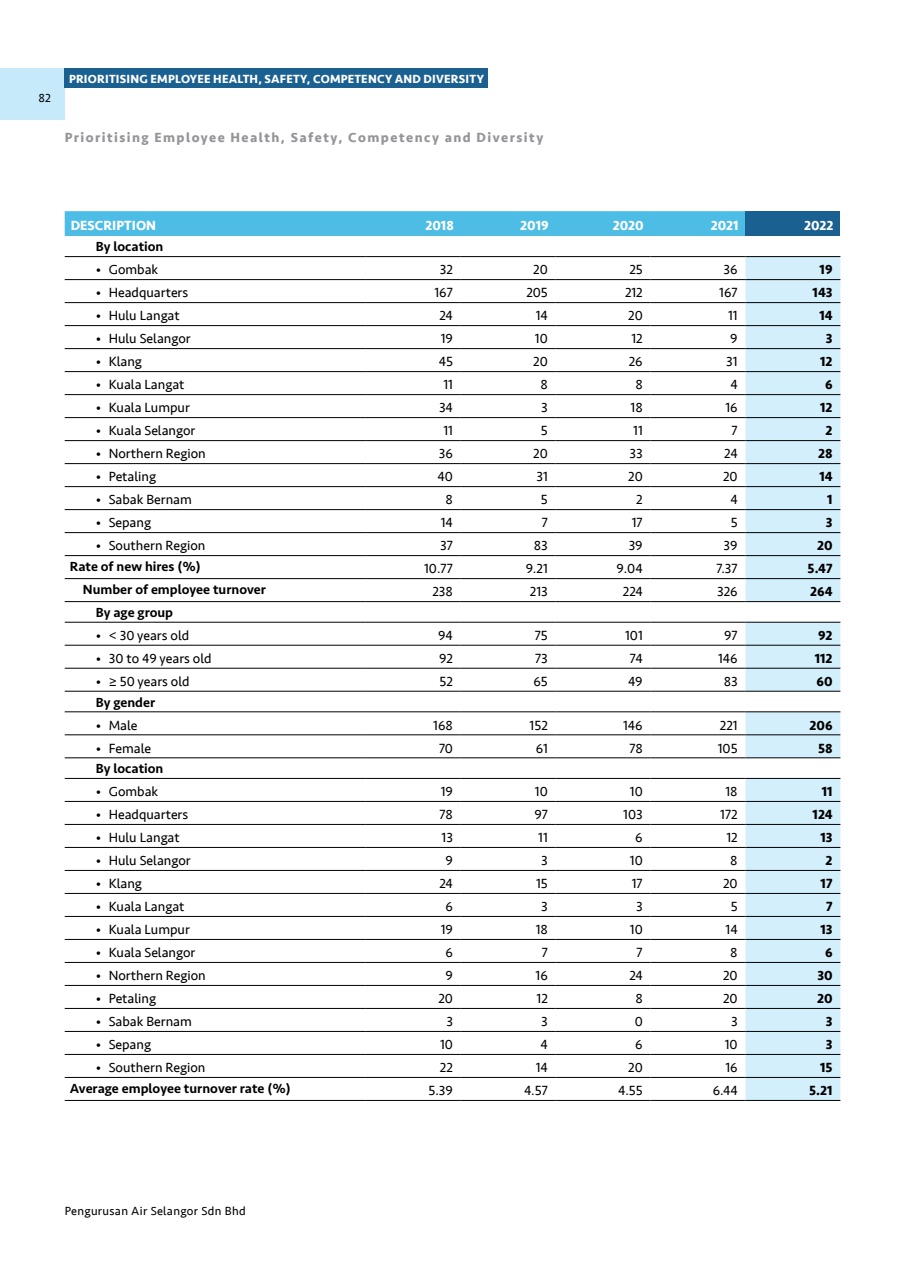 PRIORITISING EMPLOYEE HEALTH, SAFETY, COMPETENCY AND DIVERSITY
82
Prioritising Employee Health, Safety, Competency and Diversity
DESCRIPTION 2018 2019 2020 2021 2022
By location
• Gombak 32 20 25 36 19
• Headquarters 167 205 212 167 143
• Hulu Langat 24 14 20 11 14
• Hulu Selangor 19 10 12 9 3
• Klang 45 20 26 31 12
• Kuala Langat 11 8 8 4 6
• Kuala Lumpur 34 3 18 16 12
• Kuala Selangor 11 5 11 7 2
• Northern Region 36 20 33 24 28
• Petaling 40 31 20 20 14
• Sabak Bernam 8 5 2 4 1
• Sepang 14 7 17 5 3
• Southern Region 37 83 39 39 20
Rate of new hires (%) 10.77 9.21 9.04 7.37 5.47
Number of employee turnover 238 213 224 326 264
By age group
• < 30 years old 94 75 101 97 92
• 30 to 49 years old 92 73 74 146 112
• ≥ 50 years old 52 65 49 83 60
By gender
• Male 168 152 146 221 206
• Female 70 61 78 105 58
By location
• Gombak 19 10 10 18 11
• Headquarters 78 97 103 172 124
• Hulu Langat 13 11 6 12 13
• Hulu Selangor 9 3 10 8 2
• Klang 24 15 17 20 17
• Kuala Langat 6 3 3 5 7
• Kuala Lumpur 19 18 10 14 13
• Kuala Selangor 6 7 7 8 6
• Northern Region 9 16 24 20 30
• Petaling 20 12 8 20 20
• Sabak Bernam 3 3 0 3 3
• Sepang 10 4 6 10 3
• Southern Region 22 14 20 16 15
Average employee turnover rate (%) 5.39 4.57 4.55 6.44 5.21
Pengurusan Air Selangor Sdn Bhd